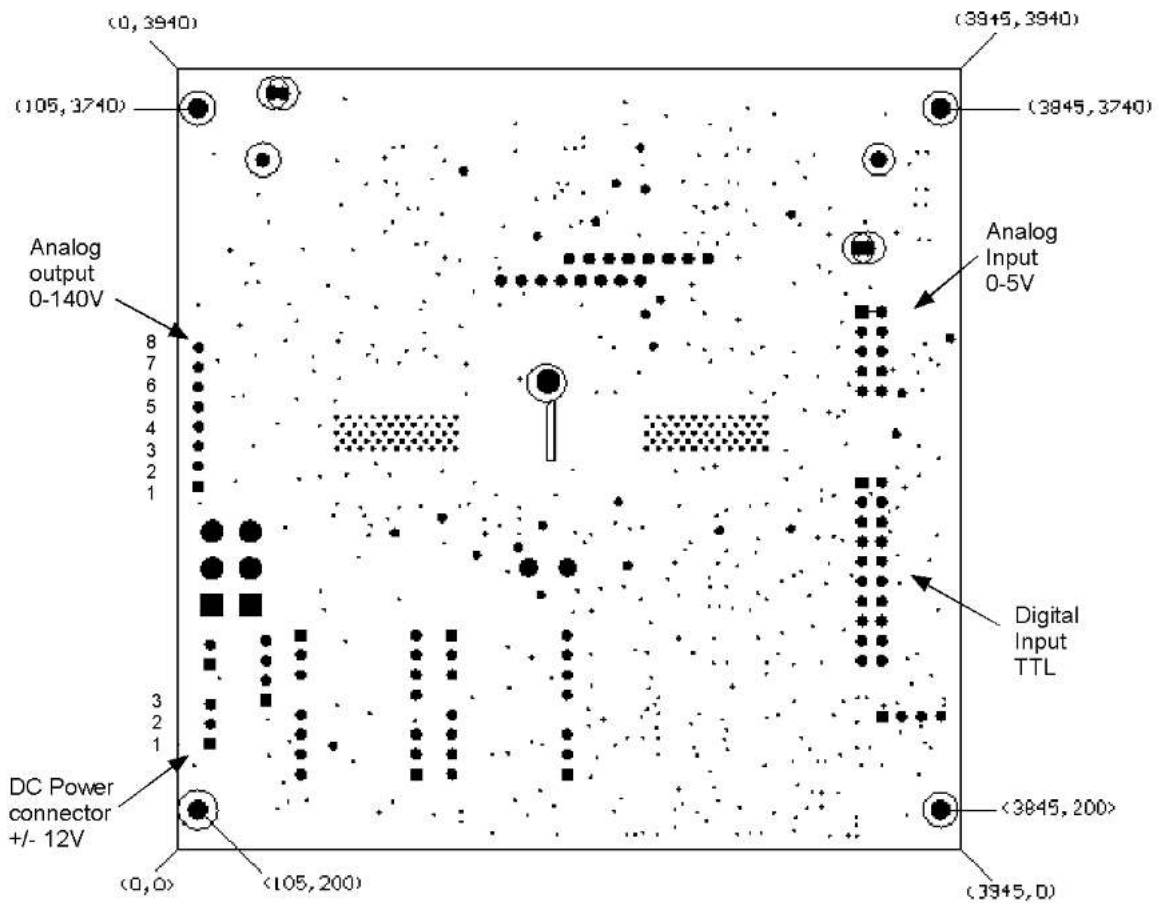 (0,3940)
(3945,3940)
(105,3740)
(3845,3740)
Analog
output
0-140V
Analog
Input
0-5V
8
7
6
5
4
3
2
1
Digital
Input
TTL
3
2
1
DC Power
connector
+/- 12V
<3845,200>
(0,0)
<105,200)
(3945,0)